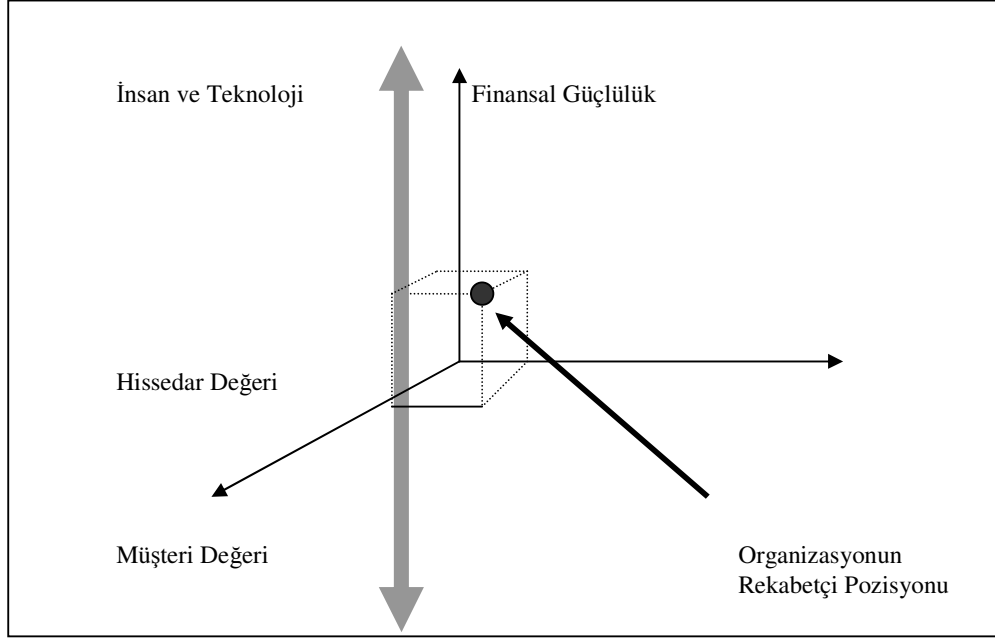 İnsan ve Teknoloji
Finansal Güçlülük
Hissedar Değeri
Müşteri Değeri
Organizasyonun
Rekabetçi Pozisyonu